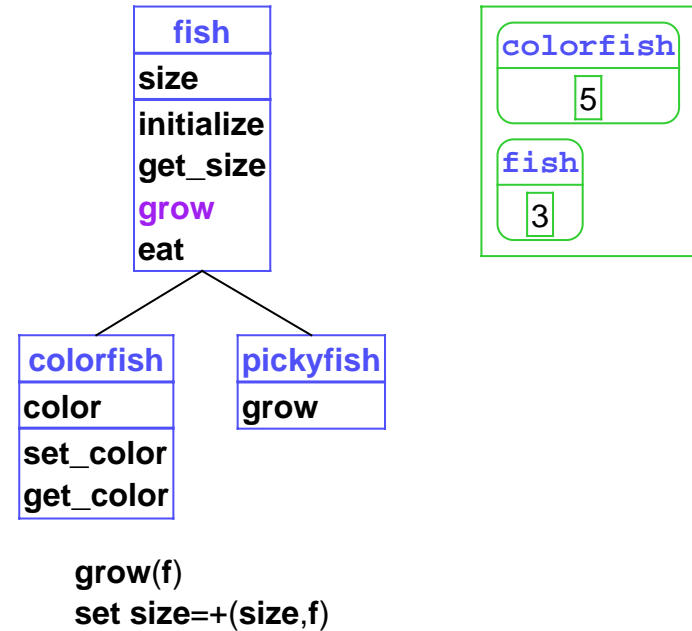 fish
size
initialize
get_size
grow
eat
colorfish
color
set_color
get_color
pickyfish
grow
colorfish
5
fish
3
grow(f)
set size=+(size,f)